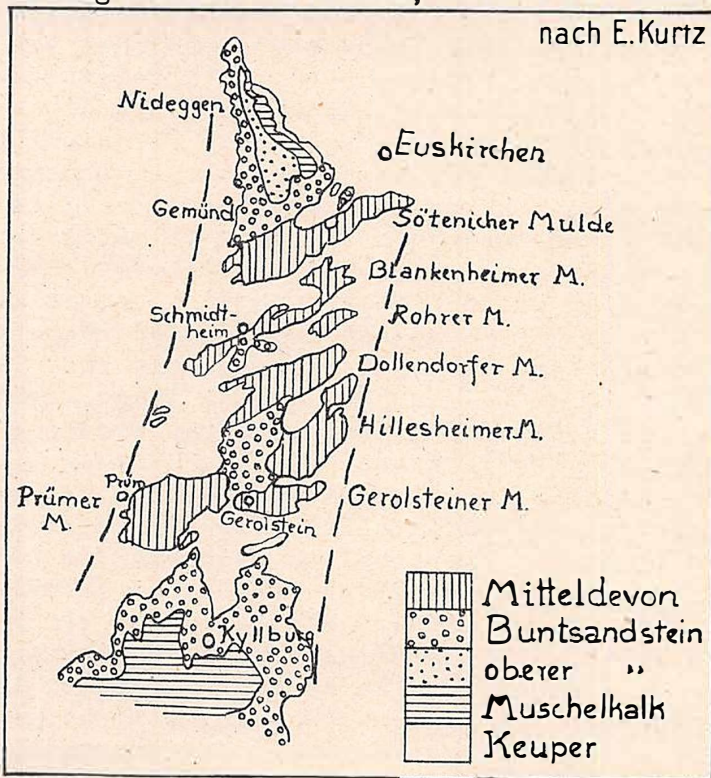 nach E.Kurtz
Nideggen
Euskirchen
Gemünd
Sötenicher Mulde
Blankenheimer M.
Schmidt-
heim
Rohrer M.
Dollendorfer M.
Hillesheimer M.
Prüm
Prümer
M.
Gerolsteiner M.
Gerolstein
Kyllburg
Mitteldevon
Buntsandstein
oberer "
Muschelkalk
Keuper